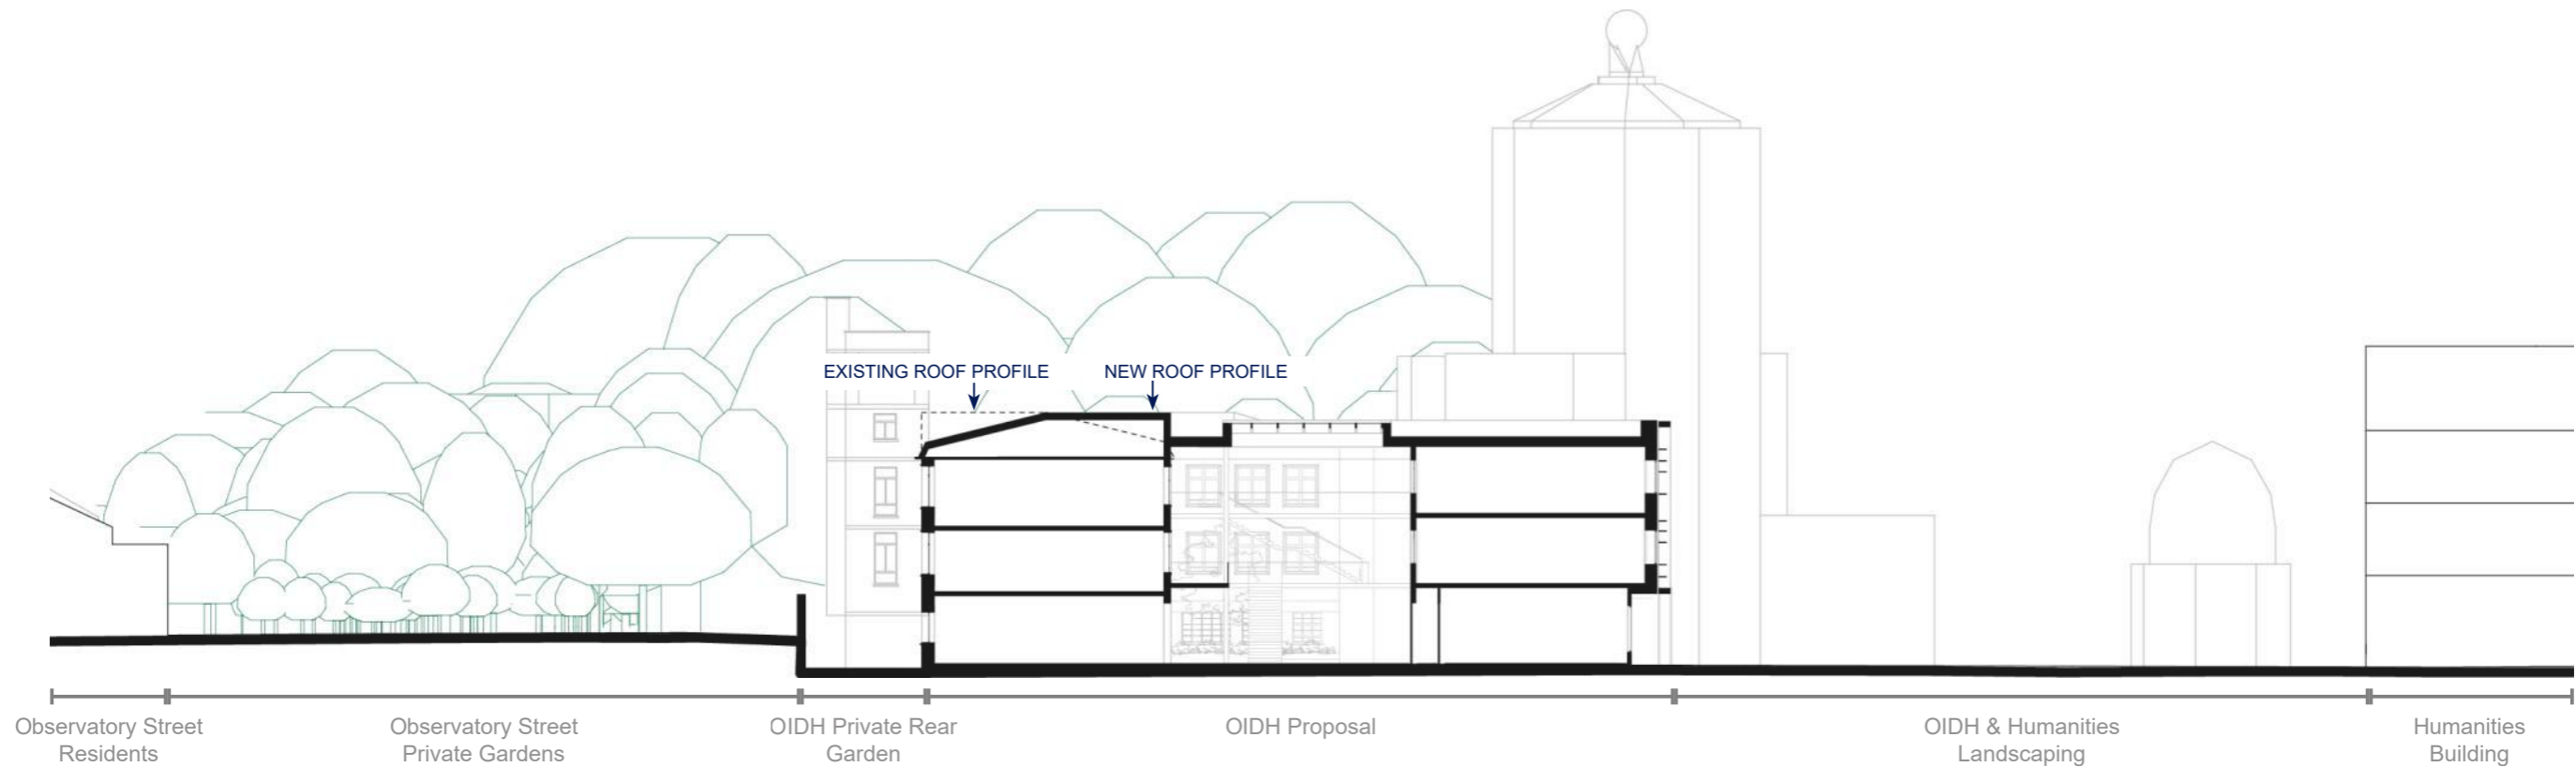 EXISTING ROOF PROFILE
NEW ROOF PROFILE
Observatory Street
Residents
Observatory Street
Private Gardens
OIDH Private Rear
Garden
OIDH Proposal
OIDH & Humanities
Landscaping
Humanities
Building